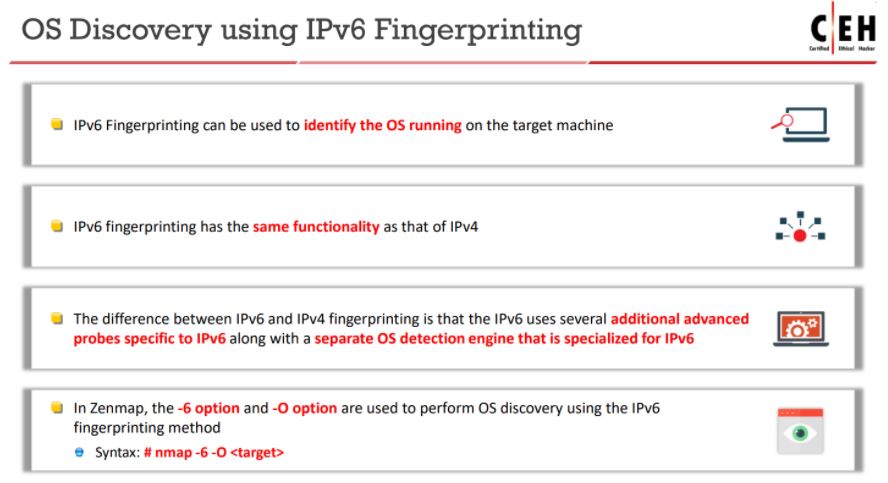 OS Discovery using IPv6 Fingerprinting
C|EH
Certified Ethical Hacker
IPv6 Fingerprinting can be used to identify the OS running on the target machine
IPv6 fingerprinting has the same functionality as that of IPv4
The difference between IPv6 and IPv4 fingerprinting is that the IPv6 uses several additional advanced
probes specific to IPv6 along with a separate OS detection engine that is specialized for IPv6
In Zenmap, the -6 option and -O option are used to perform OS discovery using the IPv6
fingerprinting method
Syntax: # nmap -6 -O <target>